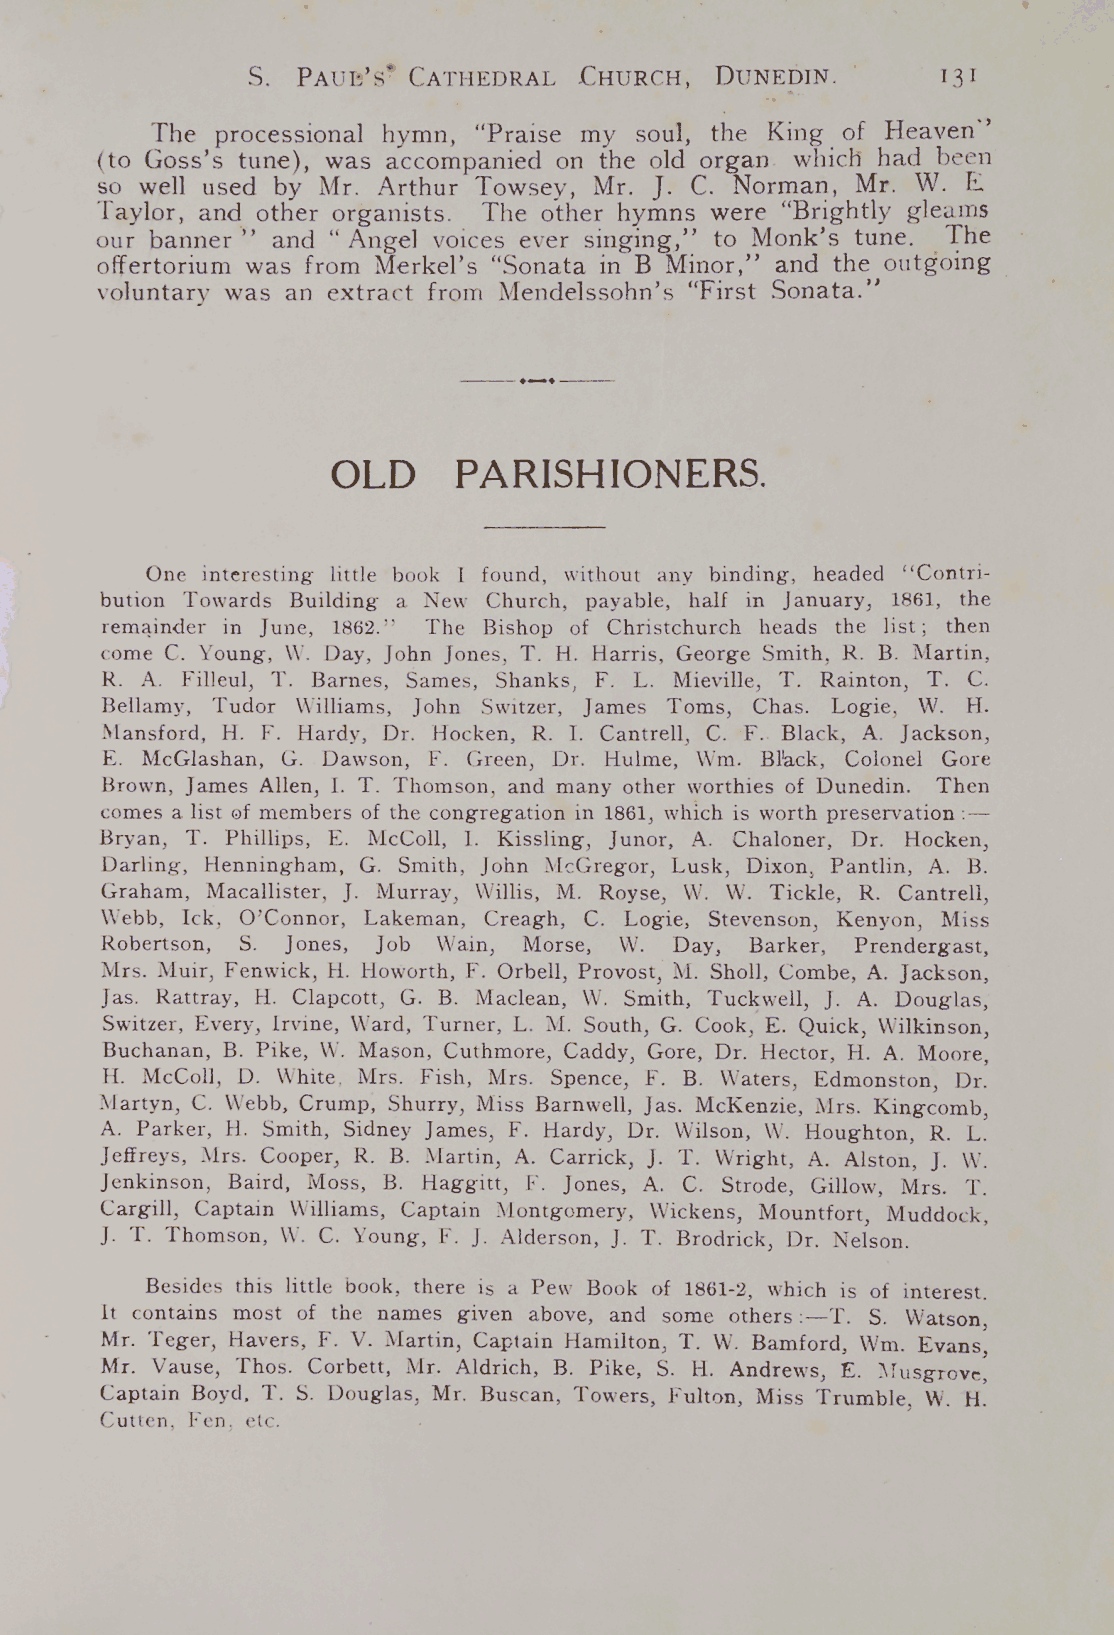 S. PAUL'S CATHEDRAL CHURCH, DUNEDIN. 131
The processional hymn, "Praise my soul, the King of Heaven"
(to Goss's tune), was accompanied on the old organ which had been
so well used by Mr. Arthur Towsey, Mr. J. C. Norman, Mr. W. E
Taylor, and other organists. The other hymns were "Brightly gleams
our banner" and "Angel voices ever singing," to Monk's tune. The
offertorium was from Merkel's "Sonata in B Minor," and the outgoing
voluntary was an extract from Mendelssohn's "First Sonata."
OLD PARISHIONERS.
One interesting little book I found, without any binding, headed "Contri-
bution Towards Building a New Church, payable, half in January, 1861, the
remainder in June, 1862." The Bishop of Christchurch heads the list; then
come C. Young, W. Day, John Jones, T. H. Harris, George Smith, R. B. Martin,
R. A. Filleul, T. Barnes, Sames, Shanks, F. L. Mieville, T. Rainton, T. C.
Bellamy, Tudor Williams, John Switzer, James Toms, Chas. Logie, W. H.
Mansford, H. F. Hardy, Dr. Hocken, R. I. Cantrell, C. F. Black, A. Jackson,
E. McGlashan, G. Dawson, F. Green, Dr. Hulme, Wm. Black, Colonel Gore
Brown, James Allen, I. T. Thomson, and many other worthies of Dunedin. Then
comes a list of members of the congregation in 1861, which is worth preservation:—
Bryan, T. Phillips, E. McColl, I. Kissling, Junor, A. Chaloner, Dr. Hocken,
Darling, Henningham, G. Smith, John McGregor, Lusk, Dixon, Pantlin, A. B.
Graham, Macallister, J. Murray, Willis, M. Royse, W. W. Tickle, R. Cantrell,
Webb, Ick, O'Connor, Lakeman, Creagh, C. Logie, Stevenson, Kenyon, Miss
Robertson, S. Jones, Job Wain, Morse, W. Day, Barker, Prendergast,
Mrs. Muir, Fenwick, H. Howorth, F. Orbell, Provost, M. Sholl, Combe, A. Jackson,
Jas. Rattray, H. Clapcott, G. B. Maclean, W. Smith, Tuckwell, J. A. Douglas,
Switzer, Every, Irvine, Ward, Turner, L. M. South, G. Cook, E. Quick, Wilkinson,
Buchanan, B. Pike, W. Mason, Cuthmore, Caddy, Gore, Dr. Hector, H. A. Moore,
H. McColl, D. White, Mrs. Fish, Mrs. Spence, F. B. Waters, Edmonston, Dr.
Martyn, C. Webb, Crump, Shurry, Miss Barnwell, Jas. McKenzie, Mrs. Kingcomb,
A. Parker, H. Smith, Sidney James, F. Hardy, Dr. Wilson, W. Houghton, R. L.
Jeffreys, Mrs. Cooper, R. B. Martin, A. Carrick, J. T. Wright, A. Alston, J. W.
Jenkinson, Baird, Moss, B. Haggitt, F. Jones, A. C. Strode, Gillow, Mrs. T.
Cargill, Captain Williams, Captain Montgomery, Wickens, Mountfort, Muddock,
J. T. Thomson, W. C. Young, F. J. Alderson, J. T. Brodrick, Dr. Nelson.
Besides this little book, there is a Pew Book of 1861-2, which is of interest.
It contains most of the names given above, and some others:—T. S. Watson,
Mr. Teger, Havers, F. V. Martin, Captain Hamilton, T. W. Bamford, Wm. Evans,
Mr. Vause, Thos. Corbett, Mr. Aldrich, B. Pike, S. H. Andrews, E. Musgrove,
Captain Boyd, T. S. Douglas, Mr. Buscan, Towers, Fulton, Miss Trumble, W. H.
Cutten, Fen, etc.